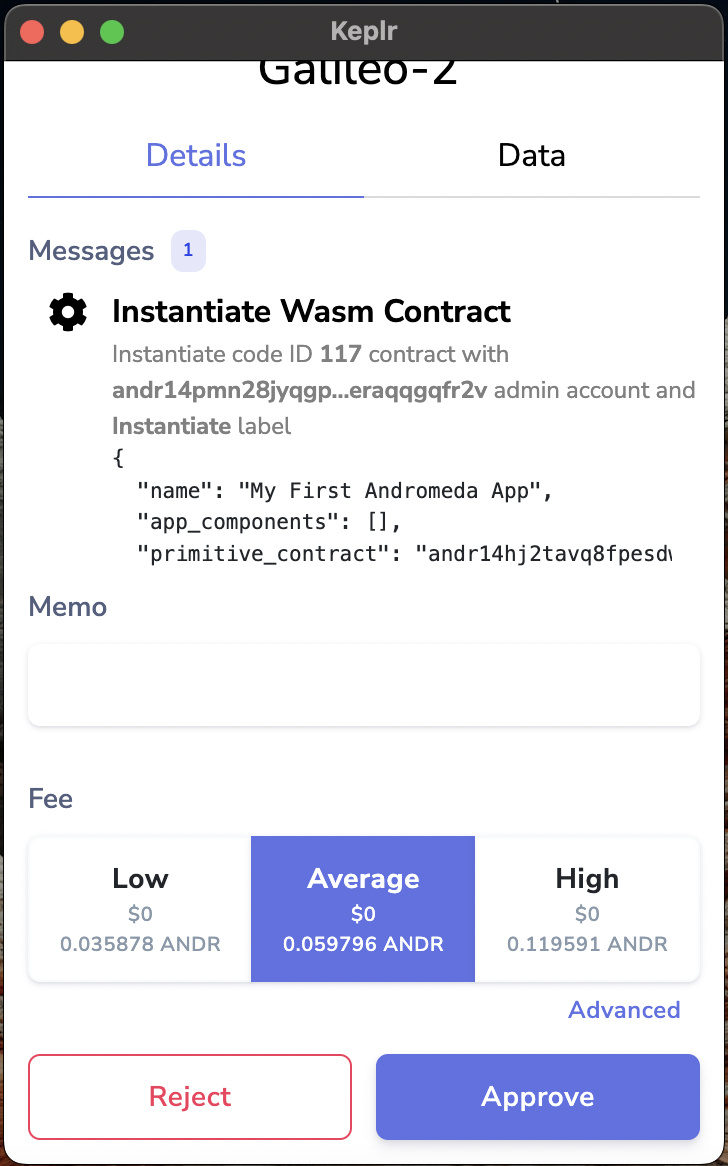 Keplr
Galileo-2
Details
Data
Messages 1
Instantiate Wasm Contract
Instantiate code ID 117 contract with
andr14pmn28jyqgp...eraqqgqfr2v admin account and
Instantiate label
{
"name": "My First Andromeda App",
"app_components": [],
"primitive_contract": "andr14hj2tavq8fpesdw
Memo
Fee
Low
$0
0.035878 ANDR
Average
$0
0.059796 ANDR
High
$0
0.119591 ANDR
Advanced
Reject
Approve